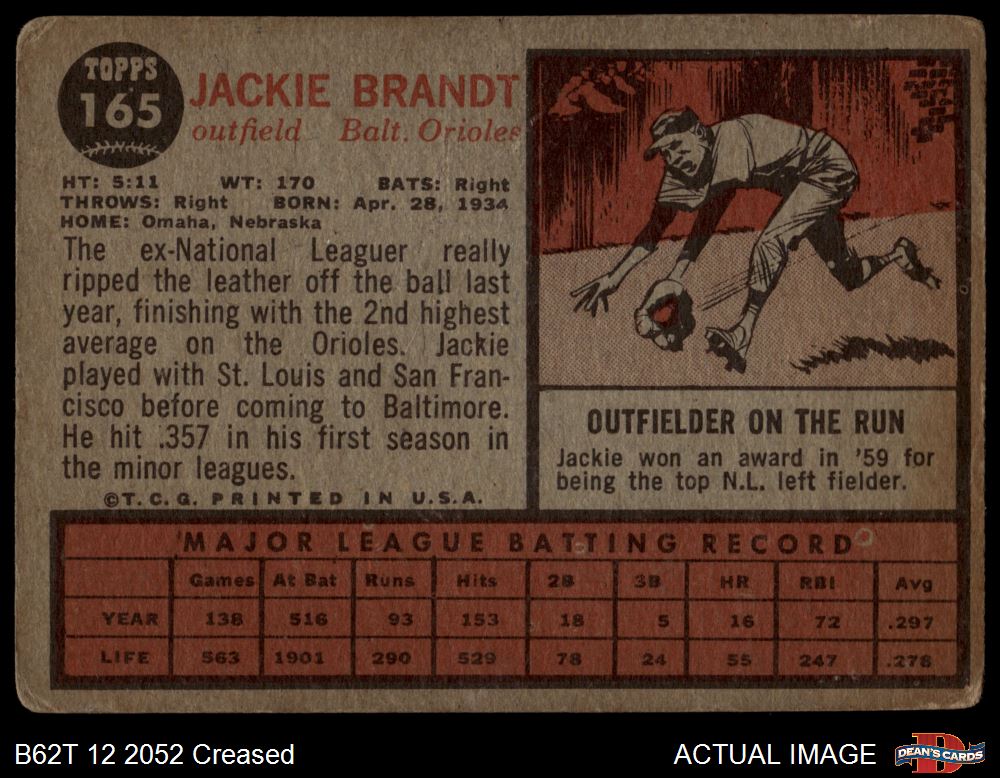 TOPPS
165
JACKIE BRANDT
outfield Balt. Orioles
HT: 5:11 WT: 170 BATS: Right
THROWS: Right BORN: Apr. 28, 1934
HOME: Omaha, Nebraska
The ex-National Leaguer really
ripped the leather off the ball last
year, finishing with the 2nd highest
average on the Orioles. Jackie
played with St. Louis and San Fran-
cisco before coming to Baltimore.
He hit .357 in his first season in
the minor leagues.
©T.C.G. PRINTED IN U.S.A.
OUTFIELDER ON THE RUN
Jackie won an award in '59 for
being the top N.L. left fielder.
MAJOR LEAGUE BATTING RECORD
Games At Bat Runs Hits 2B 3B HR RBI Avg
YEAR 138 516 93 153 18 5 16 72 .297
LIFE 563 1901 290 529 78 24 55 247 .278
B62T 12 2052 Creased
ACTUAL IMAGE
DEAN'S CARDS